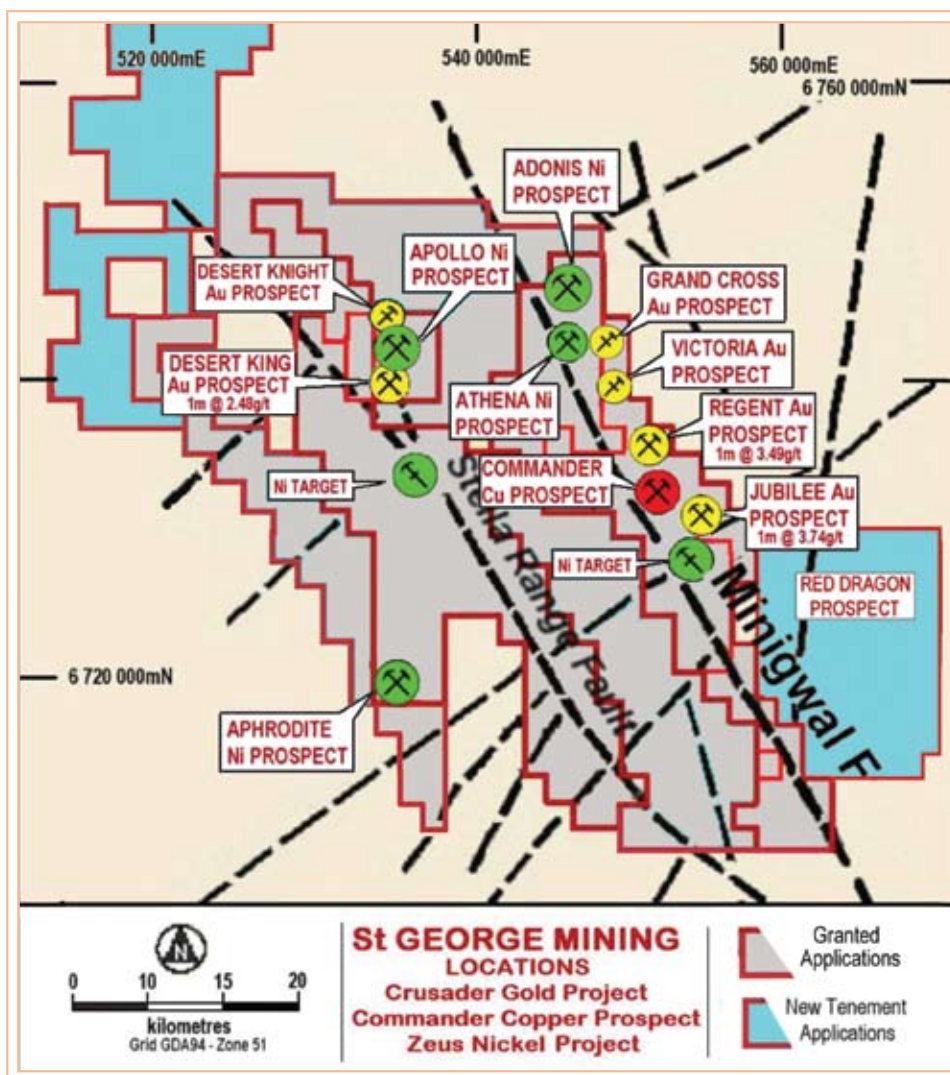 520 000mE
540 000mE
560 000mE
6 760 000mN
ADONIS Ni
PROSPECT
DESERT KNIGHT
Au PROSPECT
APOLLO Ni
PROSPECT
GRAND CROSS
Au PROSPECT
DESERT KING
Au PROSPECT
1m @ 2.48g/t
VICTORIA Au
PROSPECT
ATHENA Ni
PROSPECT
REGENT Au
PROSPECT
1m @ 3.49g/t
COMMANDER
Cu PROSPECT
Ni TARGET
JUBILEE Au
PROSPECT
1m @ 3.74g/t
Ni TARGET
RED DRAGON
PROSPECT
Stella Range Fault
Minigwal F
6 720 000mN
APHRODITE
Ni PROSPECT
N
0 10 15 20
kilometres
Grid GDA94 - Zone 51
St GEORGE MINING
LOCATIONS
Crusader Gold Project
Commander Copper Prospect
Zeus Nickel Project
Granted
Applications
New Tenement
Applications